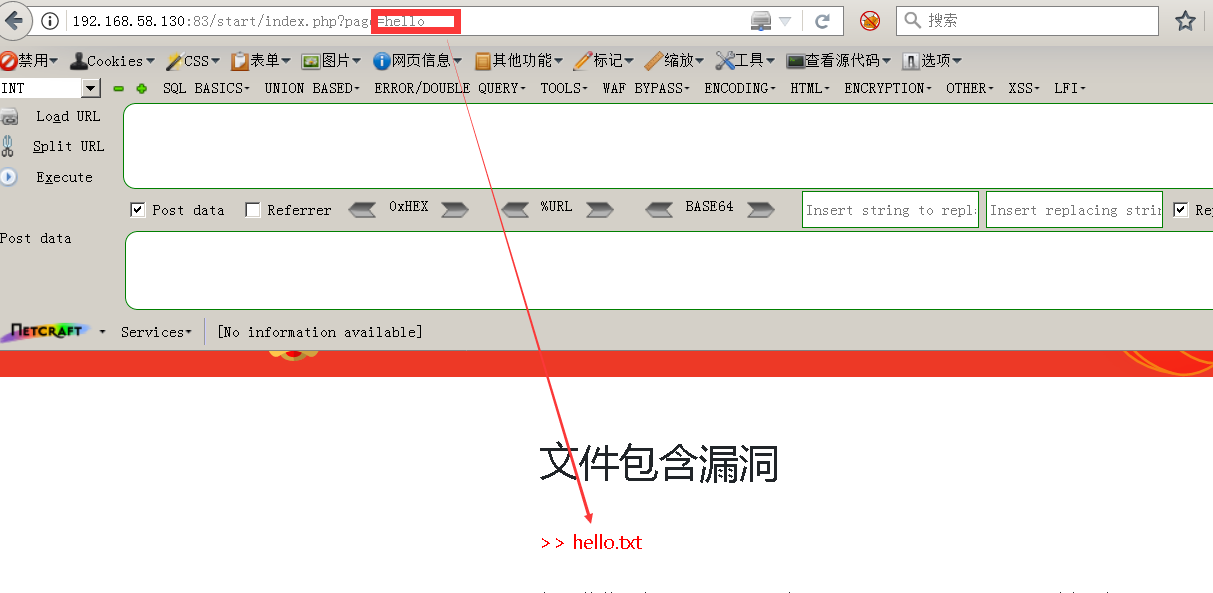 192.168.58.130:83/start/index.php?page=hello
搜索
禁用 Cookies CSS 表单 图片 网页信息 其他功能 标记 缩放 工具 查看源代码 选项
INT SQL BASICS UNION BASED ERROR/DOUBLE QUERY TOOLS WAF BYPASS ENCODING HTML ENCRYPTION OTHER XSS LFI
Load URL
Split URL
Execute
Post data Referrer 0xHEX %URL BASE64 Insert string to repl Insert replacing strin Rep
Post data
NETCRAFT Services [No information available]
文件包含漏洞
>> hello.txt